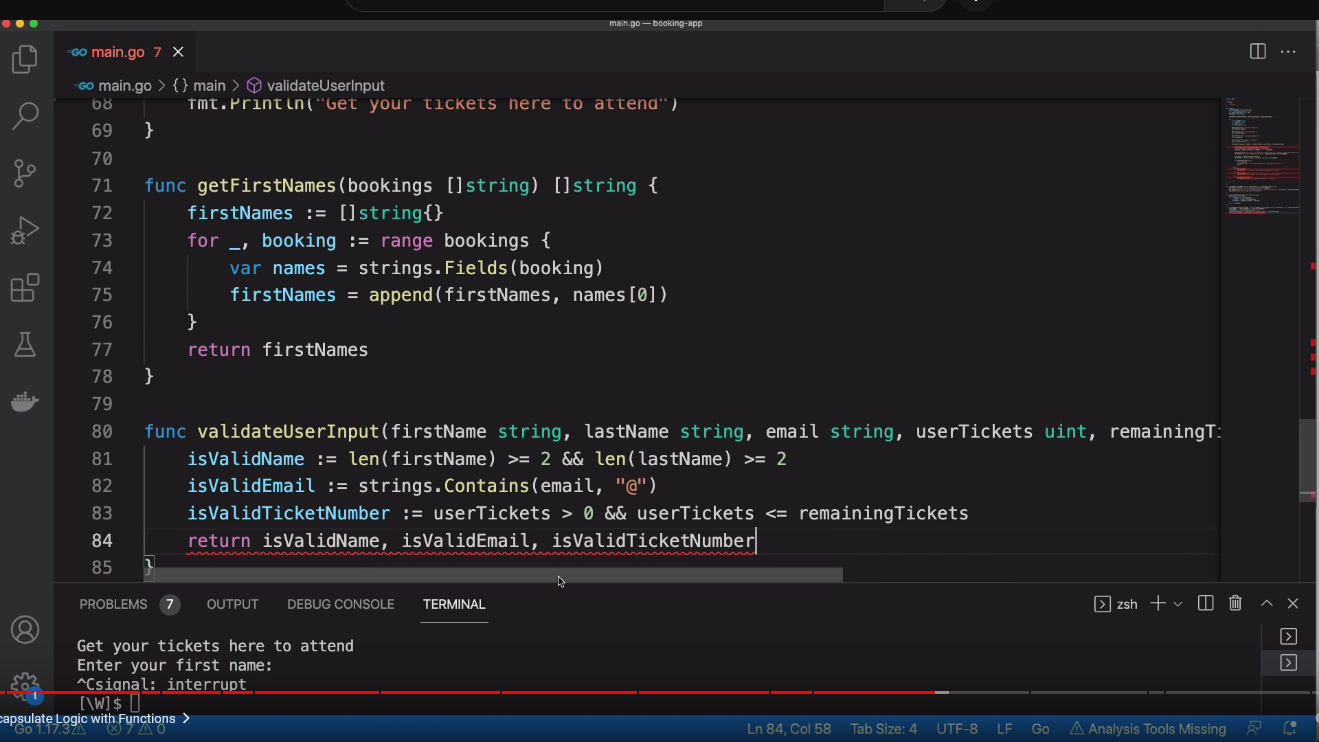 main.go — booking-app
GO main.go 7
GO main.go > {} main > validateUserInput
68 fmt.Println("Get your tickets here to attend")
69 }
70
71 func getFirstNames(bookings []string) []string {
72 firstNames := []string{}
73 for _, booking := range bookings {
74 var names = strings.Fields(booking)
75 firstNames = append(firstNames, names[0])
76 }
77 return firstNames
78 }
79
80 func validateUserInput(firstName string, lastName string, email string, userTickets uint, remainingTi
81 isValidName := len(firstName) >= 2 && len(lastName) >= 2
82 isValidEmail := strings.Contains(email, "@")
83 isValidTicketNumber := userTickets > 0 && userTickets <= remainingTickets
84 return isValidName, isValidEmail, isValidTicketNumber
85 }
PROBLEMS 7 OUTPUT DEBUG CONSOLE TERMINAL zsh
Get your tickets here to attend
Enter your first name:
^Csignal: interrupt
[\W]$
1
capsulate Logic with Functions >
Go 1.17.3 7 0 Ln 84, Col 58 Tab Size: 4 UTF-8 LF Go Analysis Tools Missing